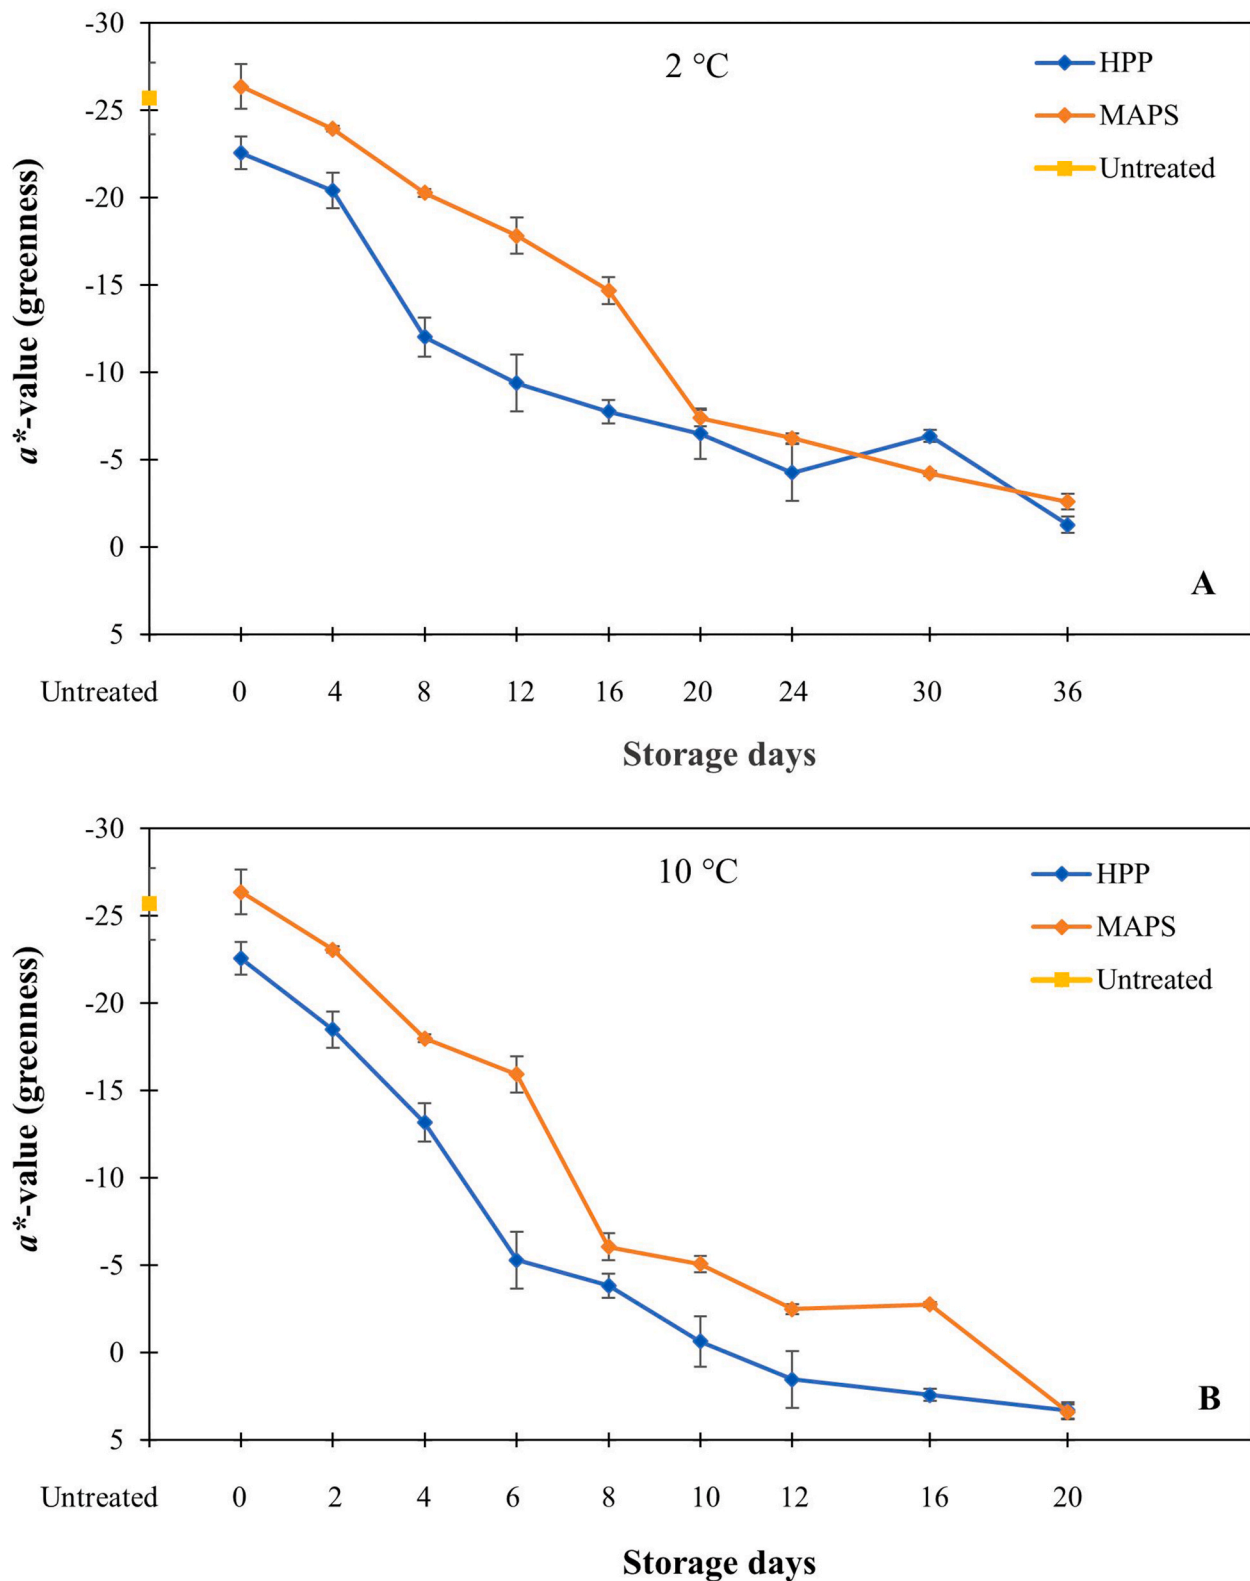 2 °C
HPP
MAPS
Untreated
-30
-25
-20
-15
-10
-5
0
5
a*-value (greenness)
A
Untreated 0 4 8 12 16 20 24 30 36
Storage days
10 °C
HPP
MAPS
Untreated
-30
-25
-20
-15
-10
-5
0
5
a*-value (greenness)
B
Untreated 0 2 4 6 8 10 12 16 20
Storage days